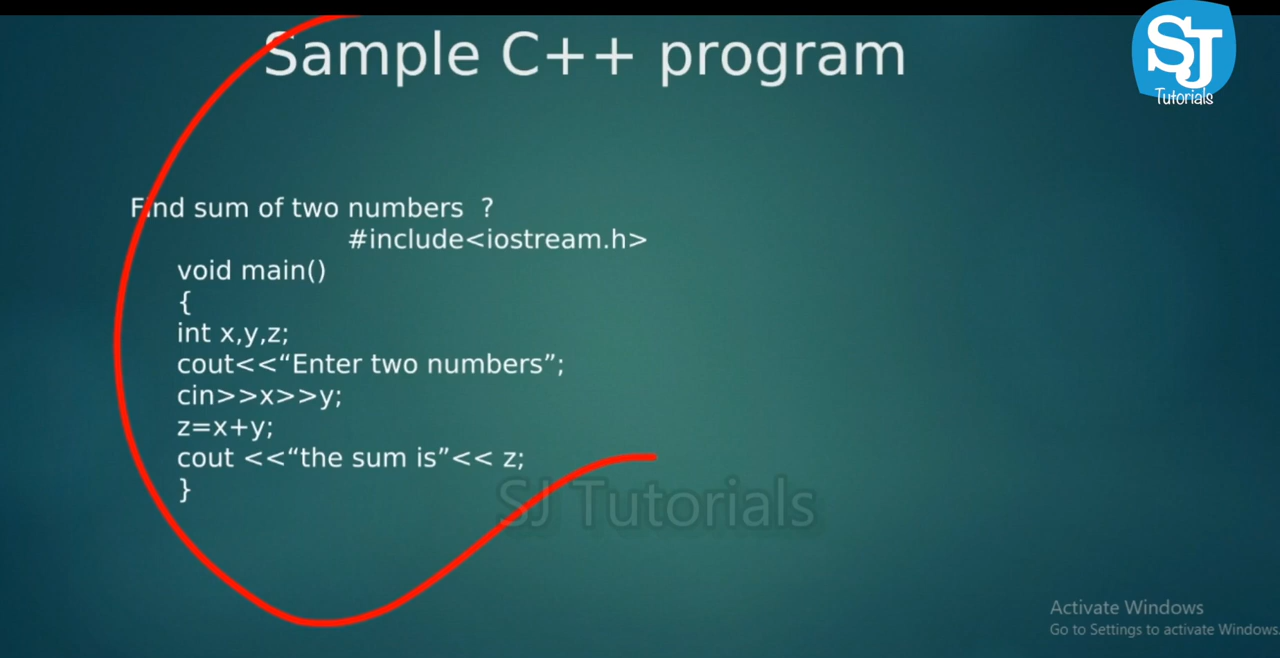 Sample C++ program
SJ
Tutorials
Find sum of two numbers  ?
#include<iostream.h>
void main()
{
int x,y,z;
cout<<“Enter two numbers”;
cin>>x>>y;
z=x+y;
cout <<“the sum is”<< z;
}
SJ Tutorials
Activate Windows
Go to Settings to activate Windows.